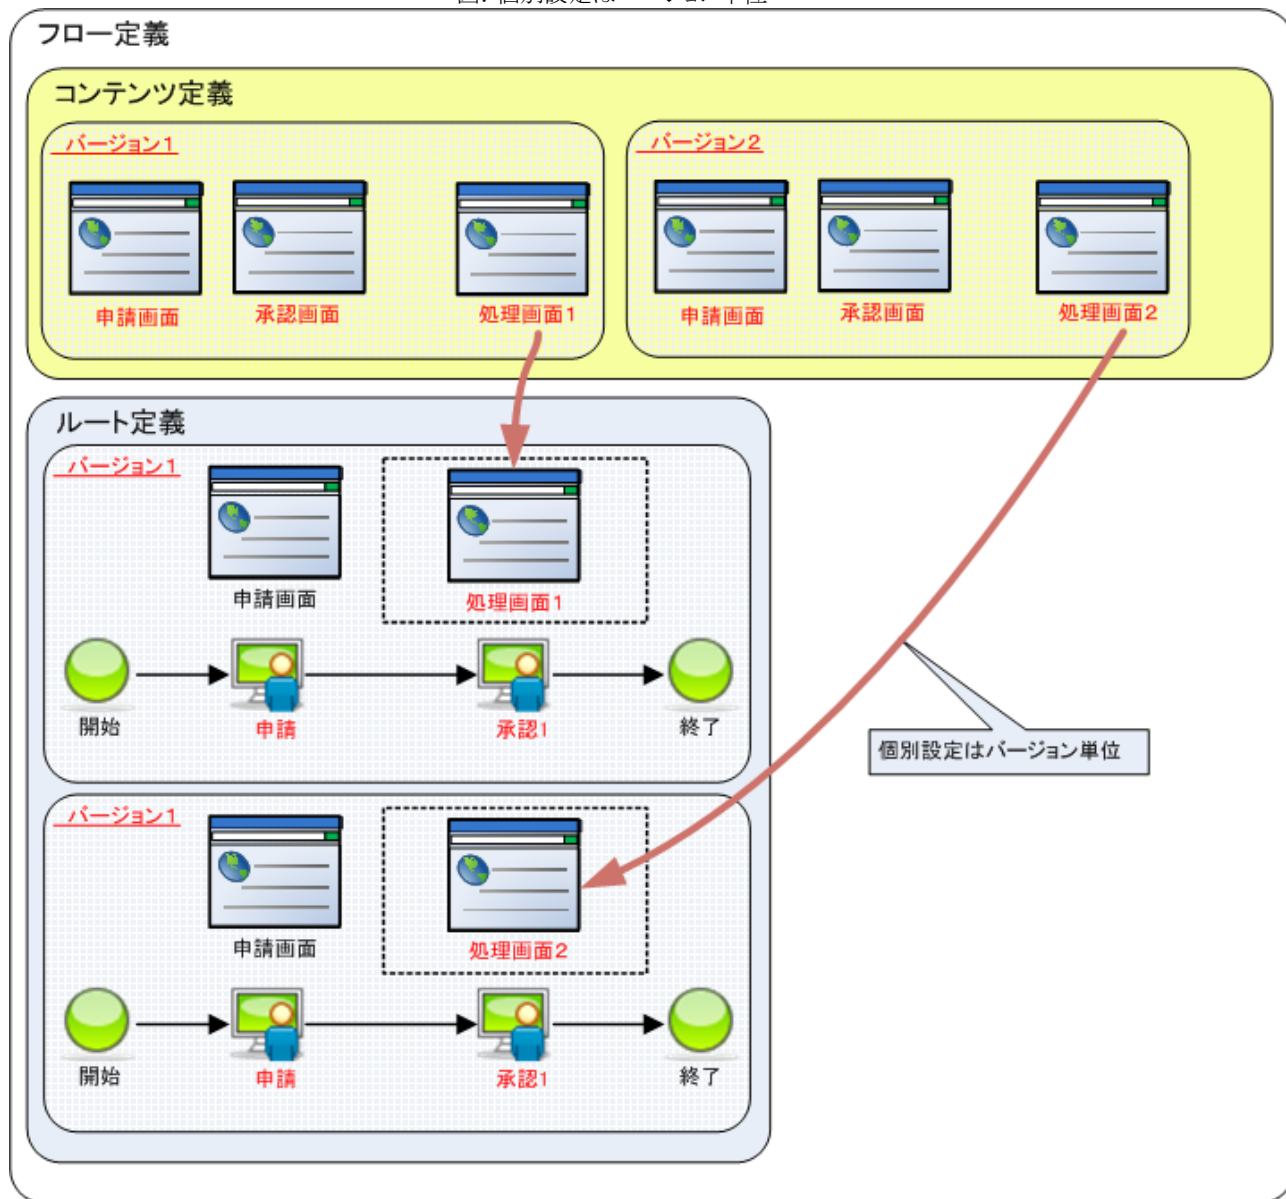 フロー定義
コンテンツ定義
バージョン1
バージョン2
申請画面
承認画面
処理画面1
申請画面
承認画面
処理画面2
ルート定義
バージョン1
申請画面
処理画面1
開始
申請
承認1
終了
個別設定はバージョン単位
バージョン1
申請画面
処理画面2
開始
申請
承認1
終了